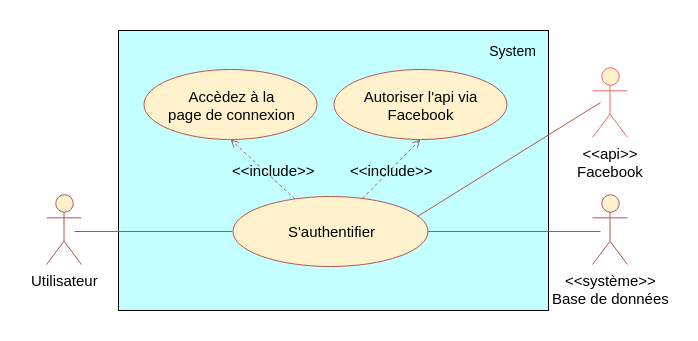 System
Accèdez à la
page de connexion
Autoriser l'api via
Facebook
<<api>>
Facebook
<<include>>
<<include>>
S'authentifier
Utilisateur
<<système>>
Base de données